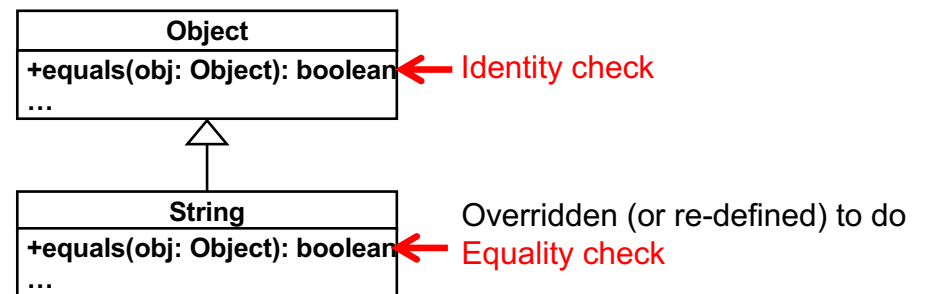 Object
+equals(obj: Object): boolean
Identity check
…
String
Overridden (or re-defined) to do
+equals(obj: Object): boolean
Equality check
…